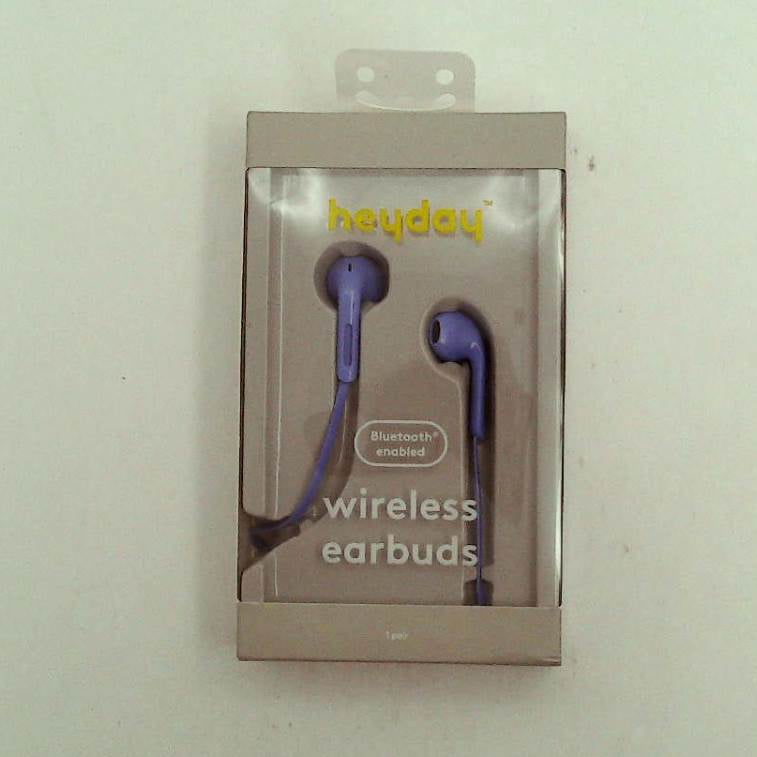 heyday™
Bluetooth®
enabled
wireless
earbuds
1 pair